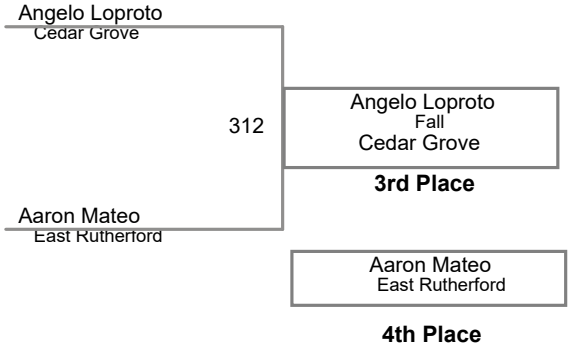 Angelo Loproto
Cedar Grove
312
Angelo Loproto
Fall
Cedar Grove
3rd Place
Aaron Mateo
East Rutherford
Aaron Mateo
East Rutherford
4th Place